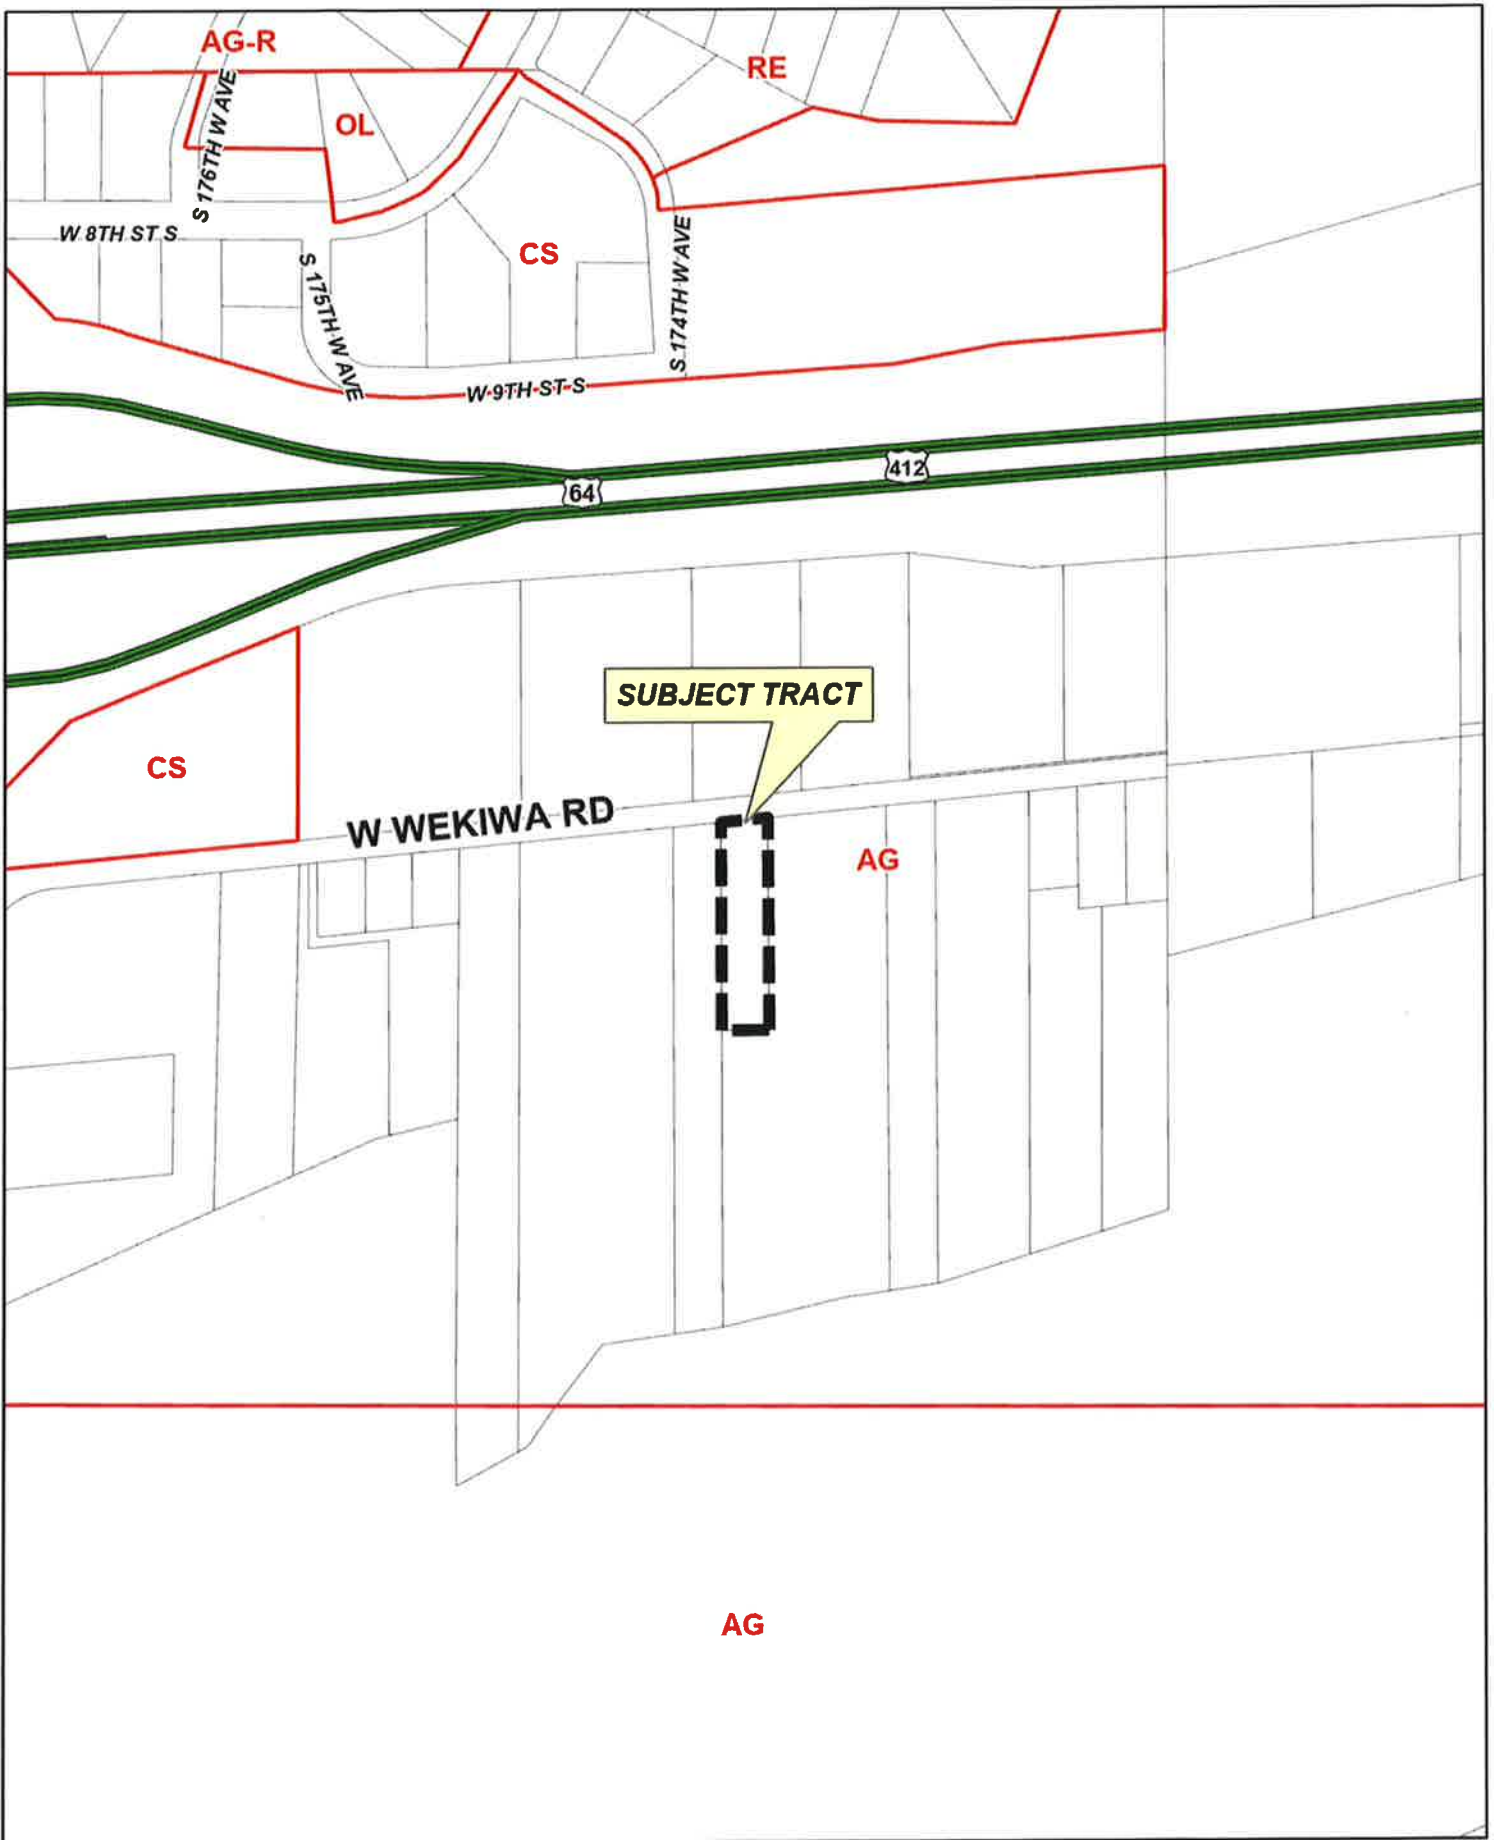 AG-R
RE
S 176TH W AVE
OL
W 8TH ST S
CS
S 175TH W AVE
S 174TH W AVE
W 9TH ST S
412
64
SUBJECT TRACT
CS
W WEKIWA RD
AG
AG